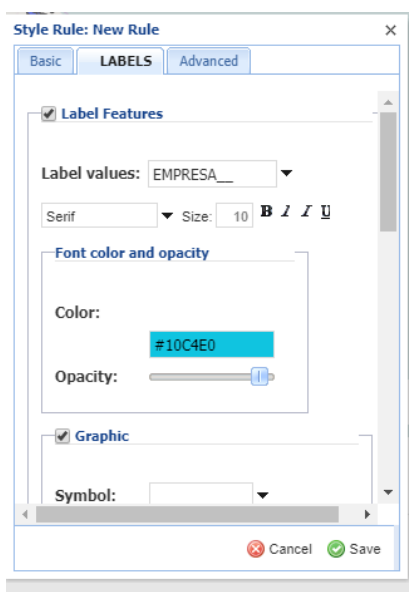 Style Rule: New Rule
Basic LABELS Advanced
Label Features
Label values: EMPRESA__
Serif Size: 10 B I I U
Font color and opacity
Color:
#10C4E0
Opacity:
Graphic
Symbol:
Cancel Save